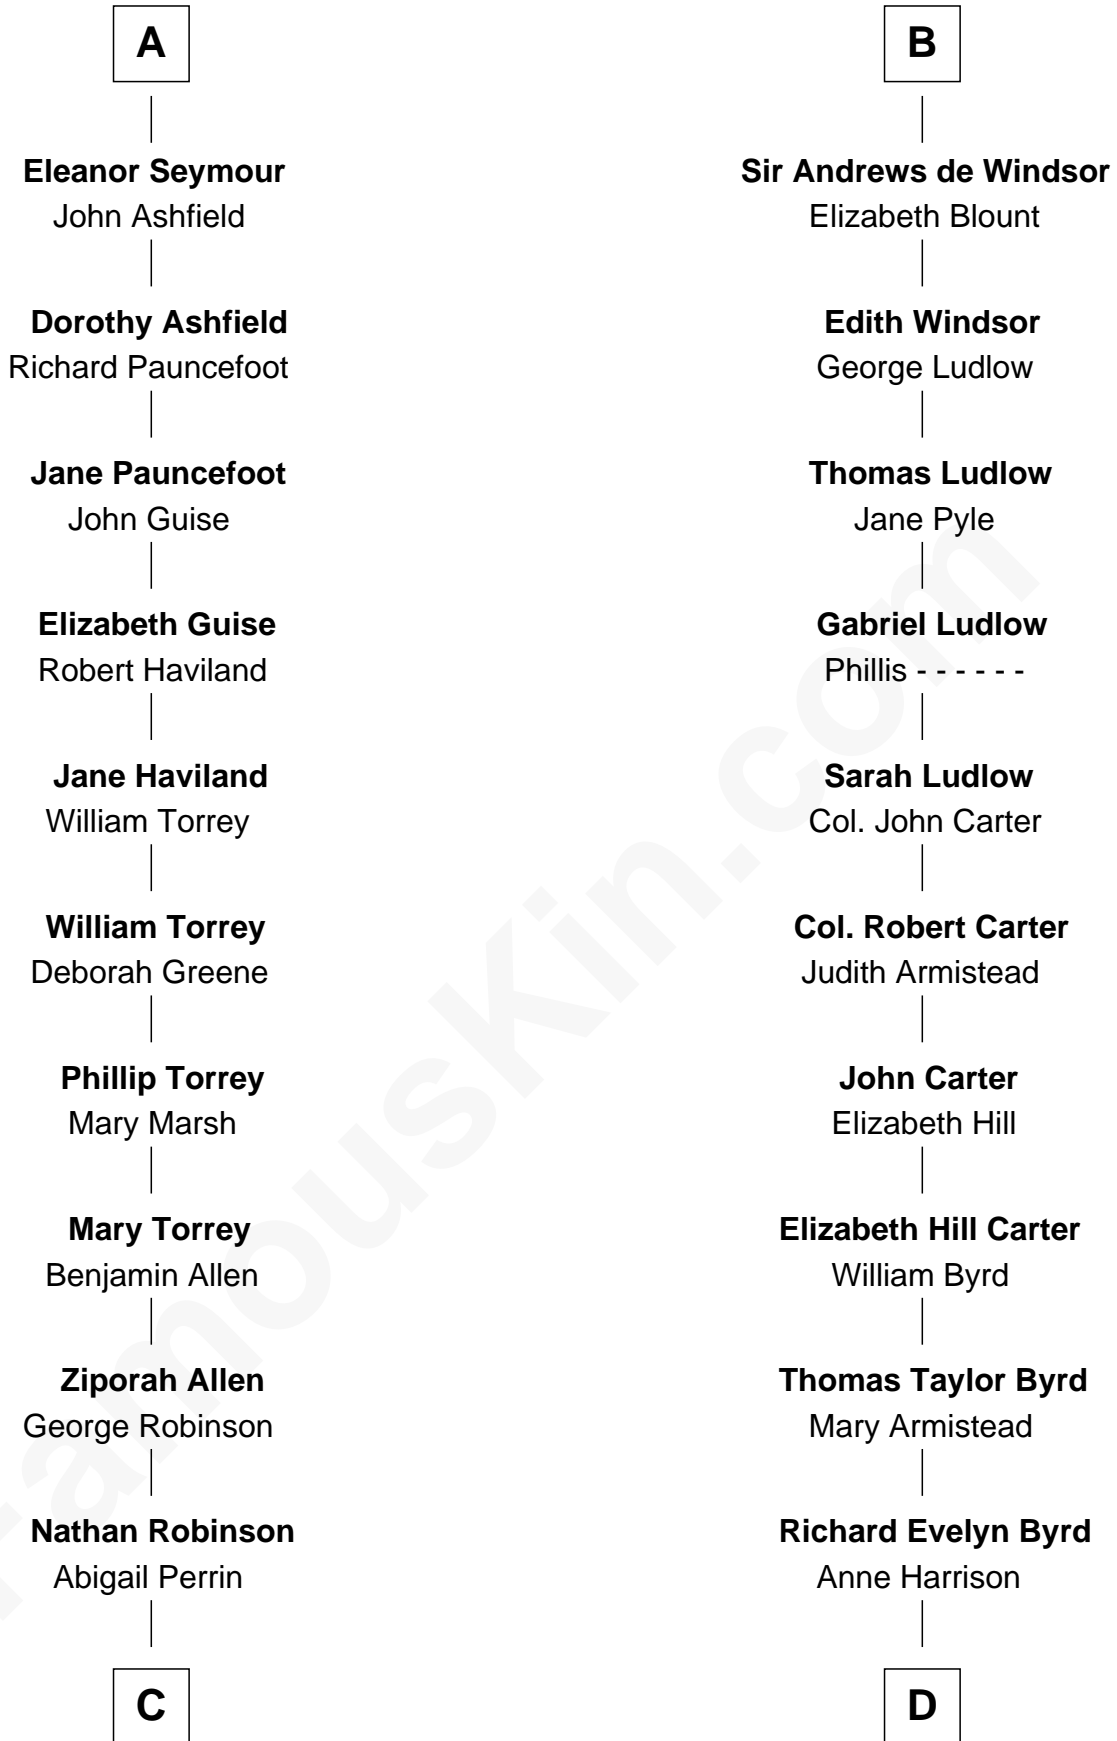 A
Eleanor Seymour
John Ashfield
Dorothy Ashfield
Richard Pauncefoot
Jane Pauncefoot
John Guise
Elizabeth Guise
Robert Haviland
Jane Haviland
William Torrey
William Torrey
Deborah Greene
Phillip Torrey
Mary Marsh
Mary Torrey
Benjamin Allen
Ziporah Allen
George Robinson
Nathan Robinson
Abigail Perrin
C
B
Sir Andrews de Windsor
Elizabeth Blount
Edith Windsor
George Ludlow
Thomas Ludlow
Jane Pyle
Gabriel Ludlow
Phillis - - - - - -
Sarah Ludlow
Col. John Carter
Col. Robert Carter
Judith Armistead
John Carter
Elizabeth Hill
Elizabeth Hill Carter
William Byrd
Thomas Taylor Byrd
Mary Armistead
Richard Evelyn Byrd
Anne Harrison
D
FamousKin.com